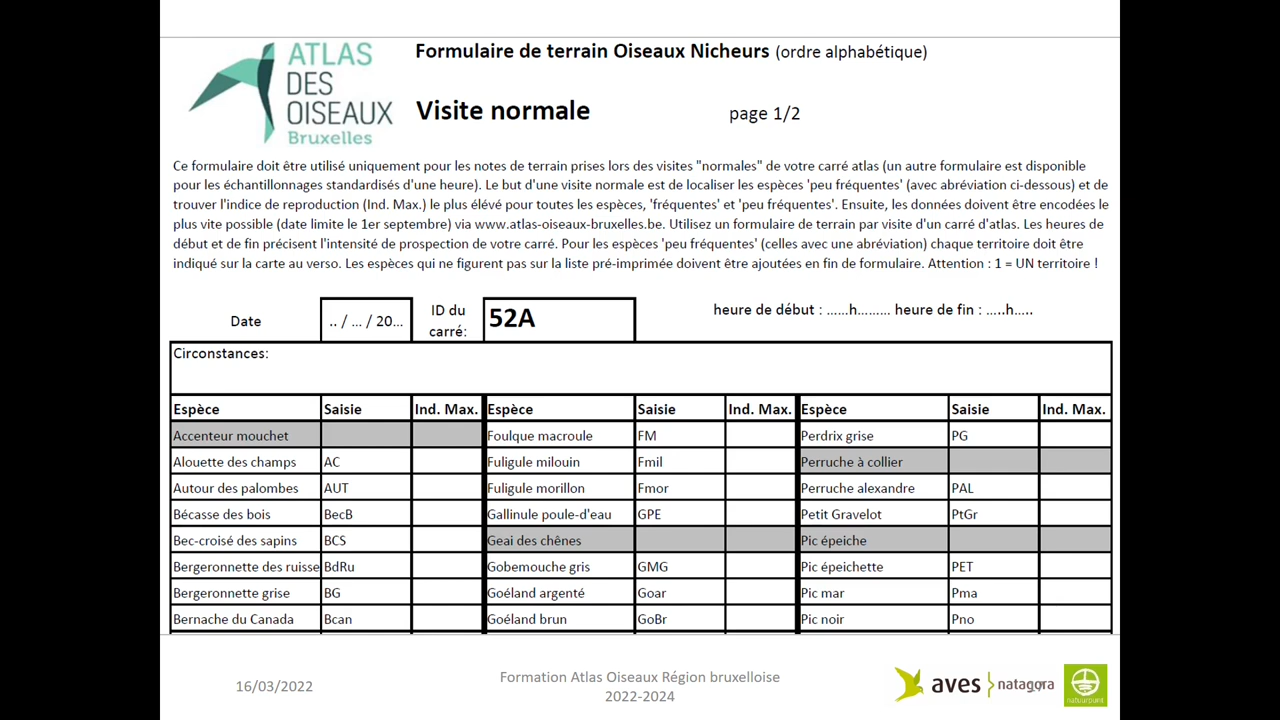 ATLAS
DES
OISEAUX
Bruxelles
Formulaire de terrain Oiseaux Nicheurs (ordre alphabétique)
Visite normale page 1/2
Ce formulaire doit être utilisé uniquement pour les notes de terrain prises lors des visites "normales" de votre carré atlas (un autre formulaire est disponible
pour les échantillonnages standardisés d'une heure). Le but d'une visite normale est de localiser les espèces 'peu fréquentes' (avec abréviation ci-dessous) et de
trouver l'indice de reproduction (Ind. Max.) le plus élévé pour toutes les espèces, 'fréquentes' et 'peu fréquentes'. Ensuite, les données doivent être encodées le
plus vite possible (date limite le 1er septembre) via www.atlas-oiseaux-bruxelles.be. Utilisez un formulaire de terrain par visite d'un carré d'atlas. Les heures de
début et de fin précisent l'intensité de prospection de votre carré. Pour les espèces 'peu fréquentes' (celles avec une abréviation) chaque territoire doit être
indiqué sur la carte au verso. Les espèces qui ne figurent pas sur la liste pré-imprimée doivent être ajoutées en fin de formulaire. Attention : 1 = UN territoire !
Date .. / ... / 20... ID du carré: 52A heure de début : ......h......... heure de fin : .....h.....
Circonstances:
Espèce Saisie Ind. Max. Espèce Saisie Ind. Max. Espèce Saisie Ind. Max.
Accenteur mouchet Foulque macroule FM Perdrix grise PG
Alouette des champs AC Fuligule milouin Fmil Perruche à collier
Autour des palombes AUT Fuligule morillon Fmor Perruche alexandre PAL
Bécasse des bois BecB Gallinule poule-d'eau GPE Petit Gravelot PtGr
Bec-croisé des sapins BCS Geai des chênes Pic épeiche
Bergeronnette des ruisse BdRu Gobemouche gris GMG Pic épeichette PET
Bergeronnette grise BG Goéland argenté Goar Pic mar Pma
Bernache du Canada Bcan Goéland brun GoBr Pic noir Pno
16/03/2022
Formation Atlas Oiseaux Région bruxelloise
2022-2024
aves natagora
natuurpunt